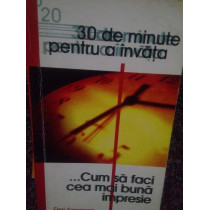 20
30 de minute
pentru a învăța
...Cum să faci
cea mai bună
impresie